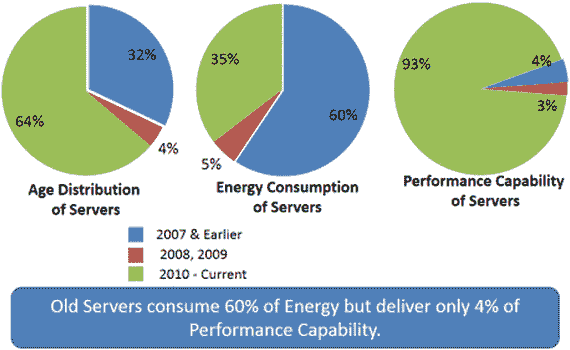 32%
64%
4%
Age Distribution
of Servers
35%
60%
5%
Energy Consumption
of Servers
93%
4%
3%
Performance Capability
of Servers
2007 & Earlier
2008, 2009
2010 - Current
Old Servers consume 60% of Energy but deliver only 4% of
Performance Capability.